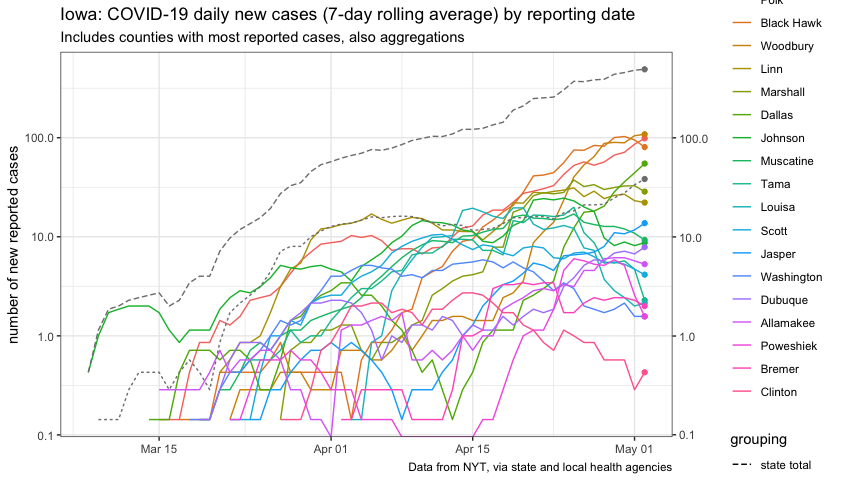 Iowa: COVID-19 daily new cases (7-day rolling average) by reporting date
Includes counties with most reported cases, also aggregations
number of new reported cases
100.0
10.0
1.0
0.1
100.0
10.0
1.0
0.1
Mar 15
Apr 01
Apr 15
May 01
Data from NYT, via state and local health agencies
Polk
Black Hawk
Woodbury
Linn
Marshall
Dallas
Johnson
Muscatine
Tama
Louisa
Scott
Jasper
Washington
Dubuque
Allamakee
Poweshiek
Bremer
Clinton
grouping
state total